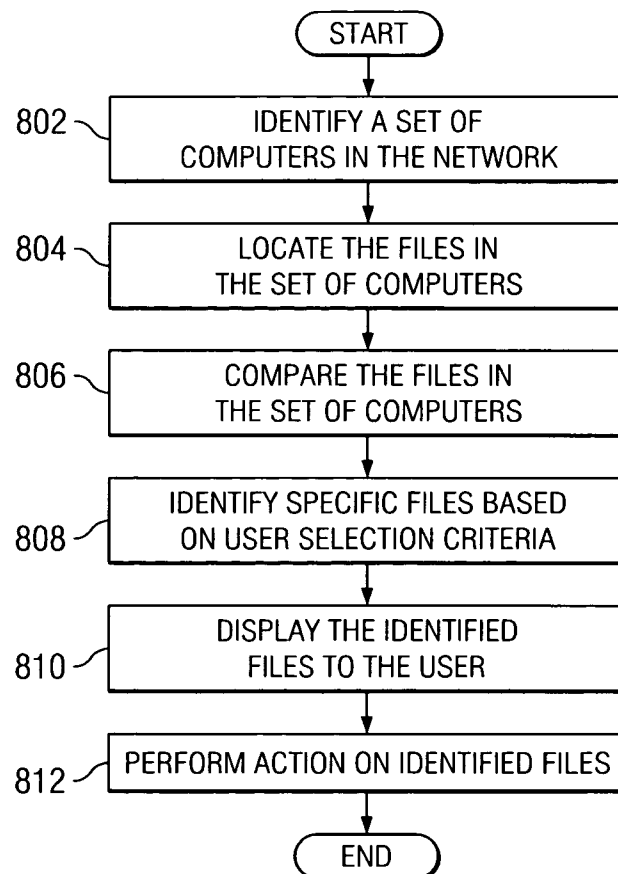 START
802
IDENTIFY A SET OF
COMPUTERS IN THE NETWORK
804
LOCATE THE FILES IN
THE SET OF COMPUTERS
806
COMPARE THE FILES IN
THE SET OF COMPUTERS
808
IDENTIFY SPECIFIC FILES BASED
ON USER SELECTION CRITERIA
810
DISPLAY THE IDENTIFIED
FILES TO THE USER
812
PERFORM ACTION ON IDENTIFIED FILES
END